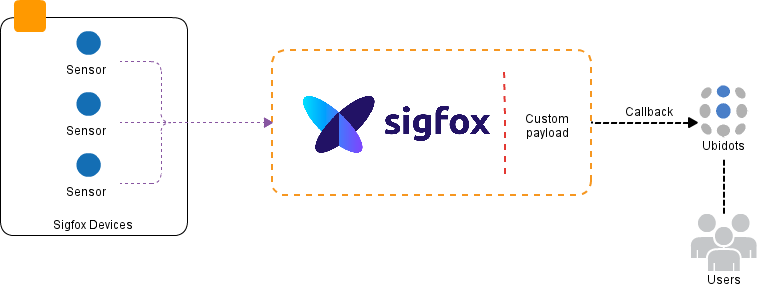 Sensor
Sensor
Sensor
Sigfox Devices
sigfox
Custom
payload
Callback
Ubidots
Users